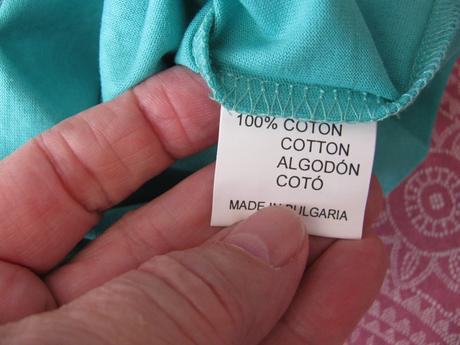 100% COTON
COTTON
ALGODÓN
COTÓ
MADE IN BULGARIA